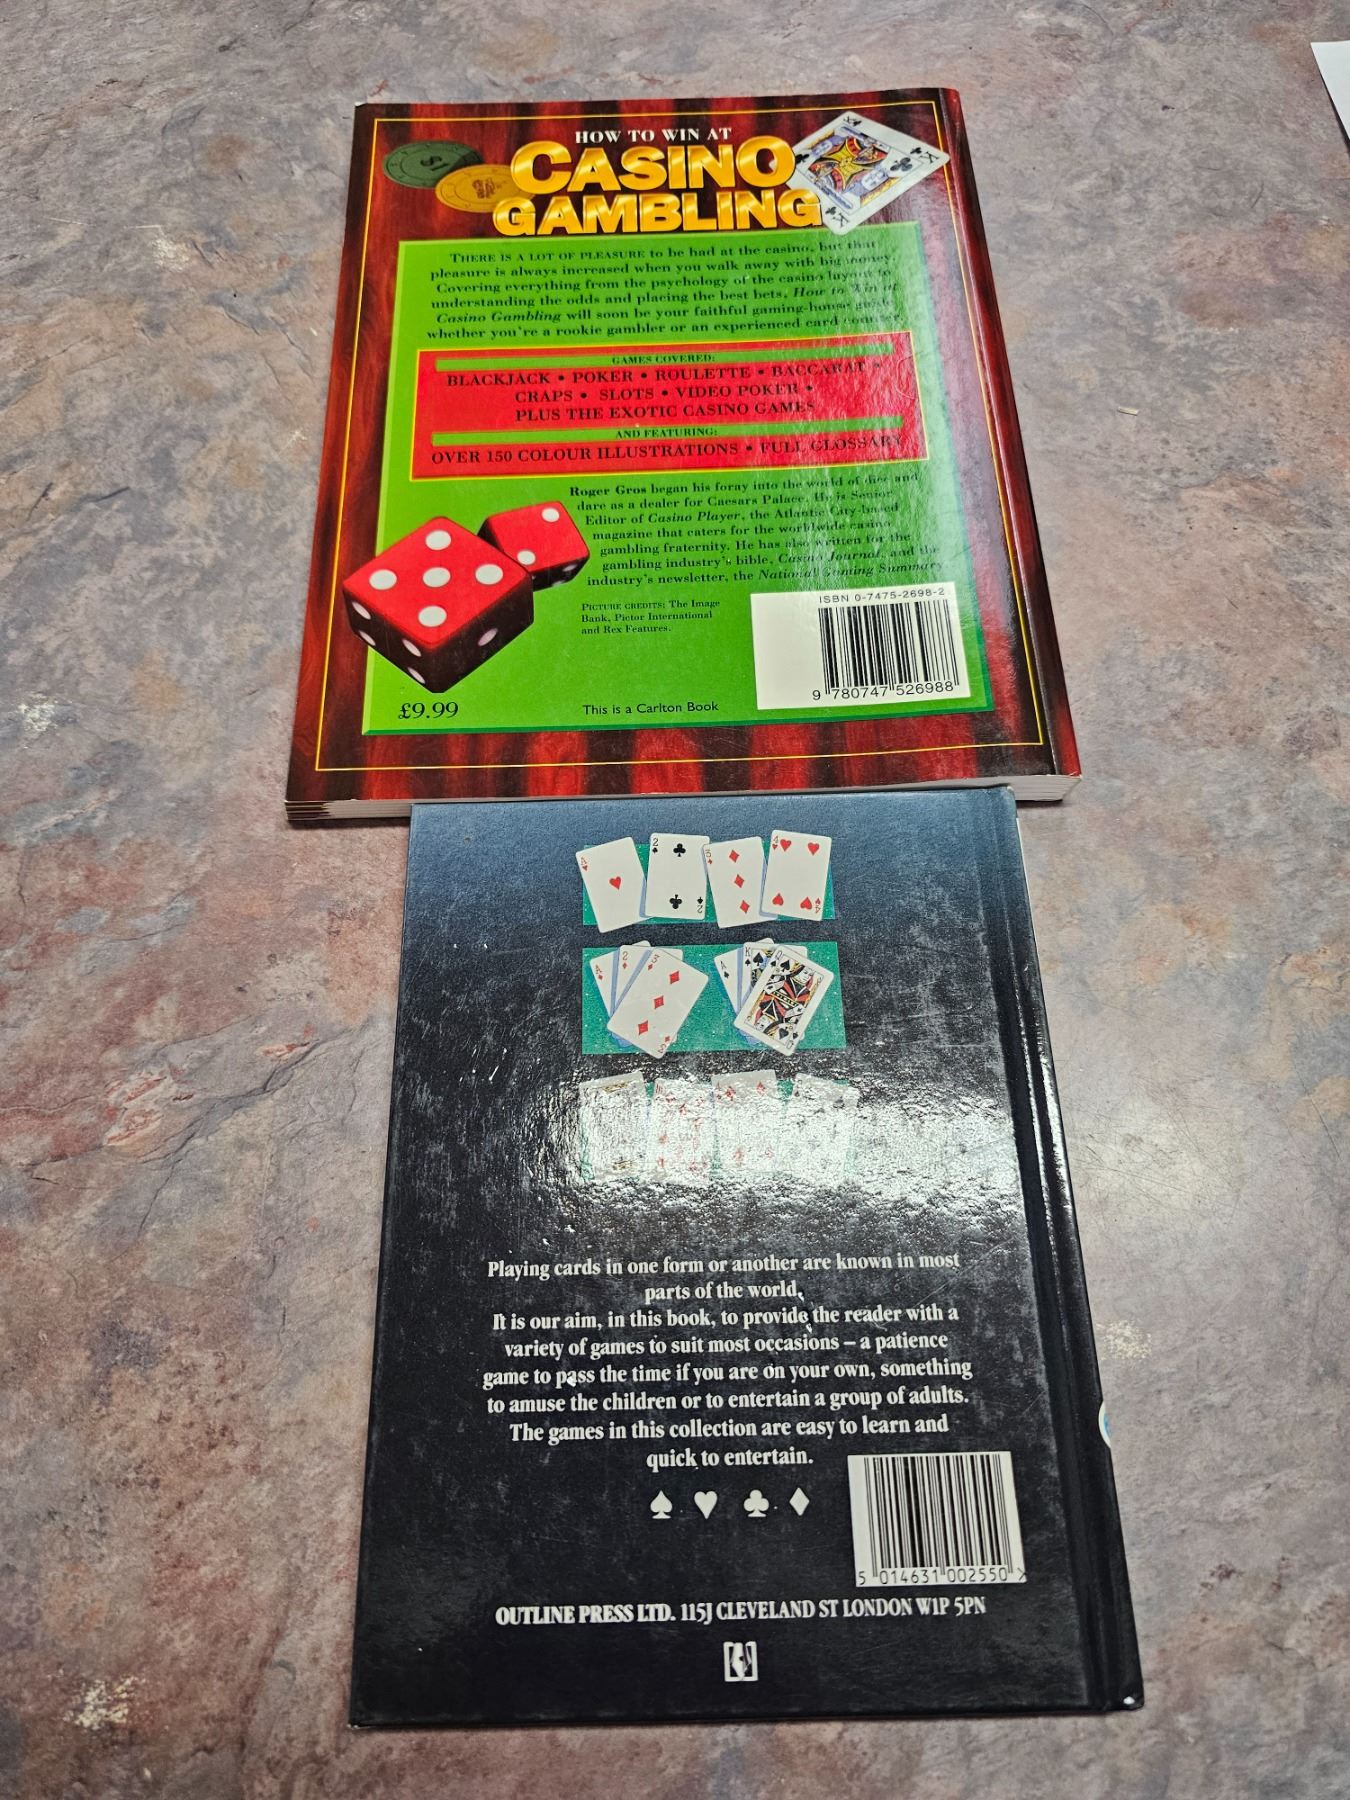 HOW TO WIN AT
CASINO
GAMBLING
THERE IS A LOT OF PLEASURE to be had at the casino, but that
pleasure is always increased when you walk away with big money.
Covering everything from the psychology of the casino layout to
understanding the odds and placing the best bets, How to Win at
Casino Gambling will soon be your faithful gaming-house guide
whether you're a rookie gambler or an experienced card counter.
GAMES COVERED:
BLACKJACK • POKER • ROULETTE • BACCARAT •
CRAPS • SLOTS • VIDEO POKER •
PLUS THE EXOTIC CASINO GAMES
AND FEATURING:
OVER 150 COLOUR ILLUSTRATIONS • FULL GLOSSARY
Roger Gros began his foray into the world of dice and
dare as a dealer for Caesars Palace. He is Senior
Editor of Casino Player, the Atlantic City-based
magazine that caters for the worldwide casino
gambling fraternity. He has also written for the
gambling industry's bible, Casino Journal, and the
industry's newsletter, the National Gaming Summary.
PICTURE CREDITS: The Image
Bank, Pictor International
and Rex Features.
ISBN 0-7475-2698-2
9 780747 526988
£9.99
This is a Carlton Book
Playing cards in one form or another are known in most
parts of the world.
It is our aim, in this book, to provide the reader with a
variety of games to suit most occasions – a patience
game to pass the time if you are on your own, something
to amuse the children or to entertain a group of adults.
The games in this collection are easy to learn and
quick to entertain.
5 014631 002550 >
OUTLINE PRESS LTD. 115J CLEVELAND ST LONDON W1P 5PN